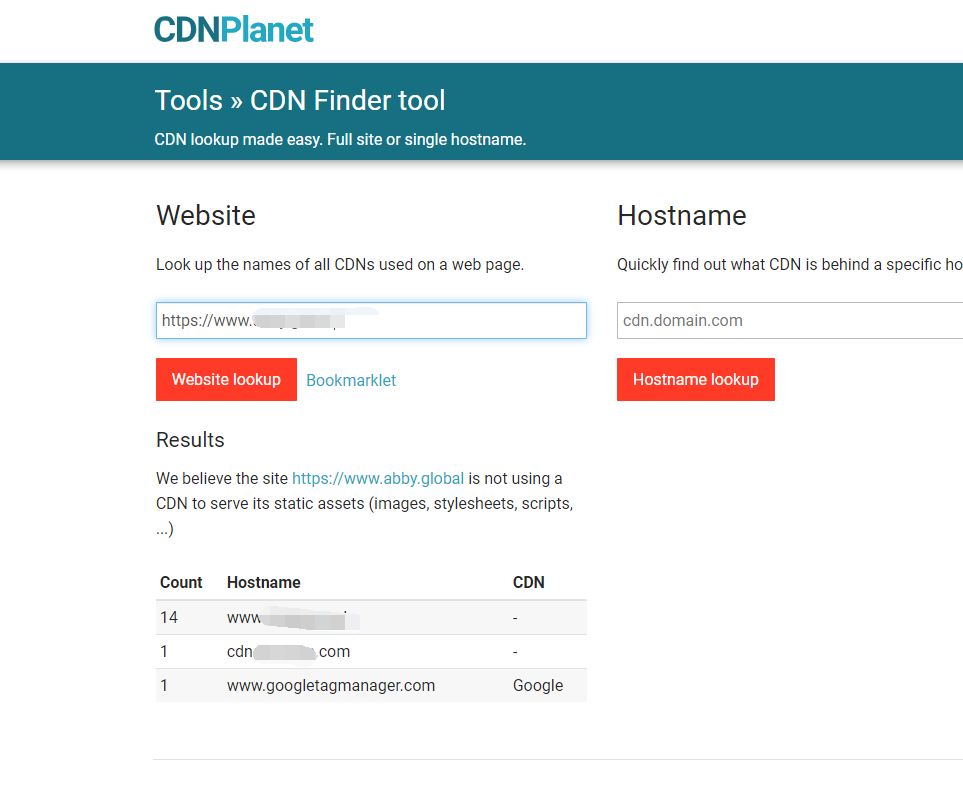 CDNPlanet
Tools » CDN Finder tool
CDN lookup made easy. Full site or single hostname.
Website
Look up the names of all CDNs used on a web page.
https://www.
Website lookup
Bookmarklet
Results
We believe the site https://www.abby.global is not using a
CDN to serve its static assets (images, stylesheets, scripts,
...)
Count Hostname CDN
14 www -
1 cdn .com -
1 www.googletagmanager.com Google
Hostname
Quickly find out what CDN is behind a specific ho
cdn.domain.com
Hostname lookup